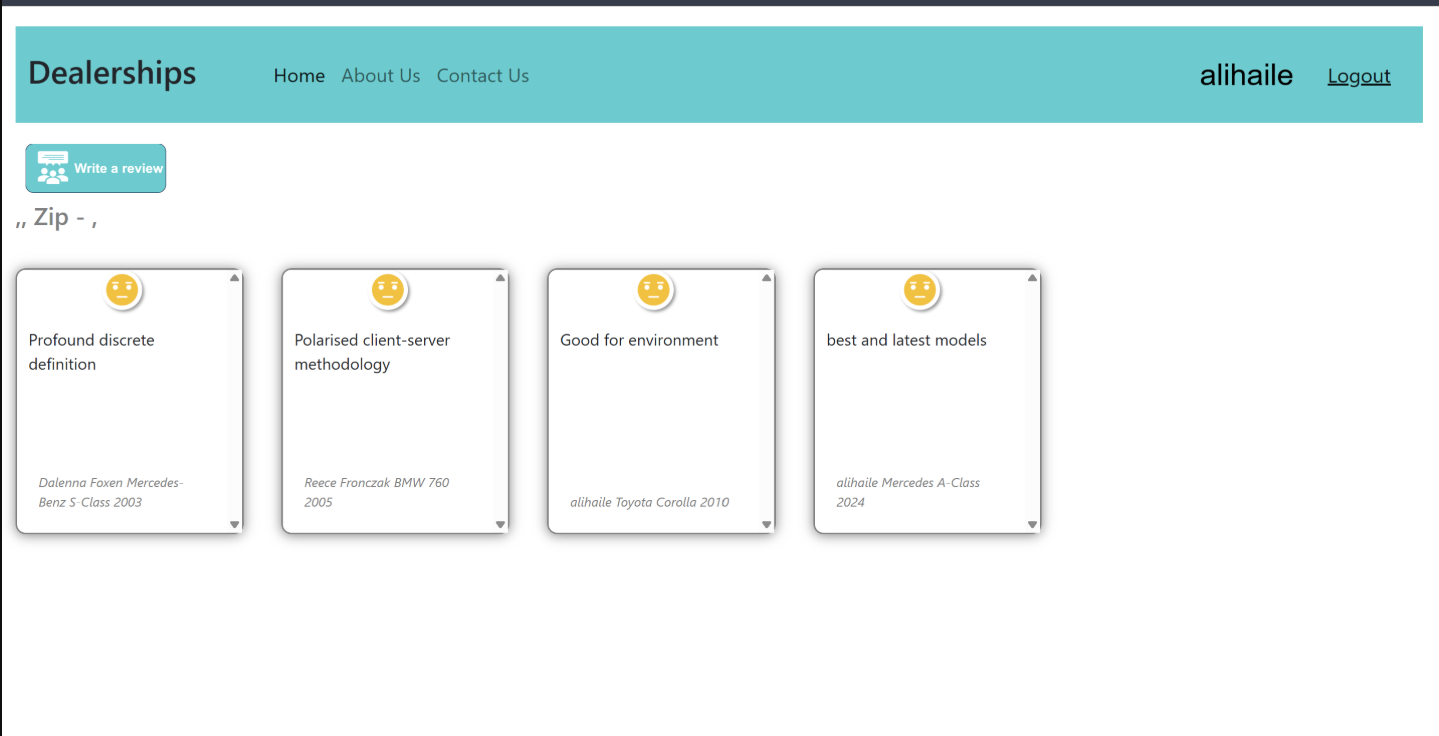 Dealerships Home About Us Contact Us alihaile Logout
Write a review
,, Zip - ,
Profound discrete
definition
Dalenna Foxen Mercedes-
Benz S-Class 2003
Polarised client-server
methodology
Reece Fronczak BMW 760
2005
Good for environment
alihaile Toyota Corolla 2010
best and latest models
alihaile Mercedes A-Class
2024